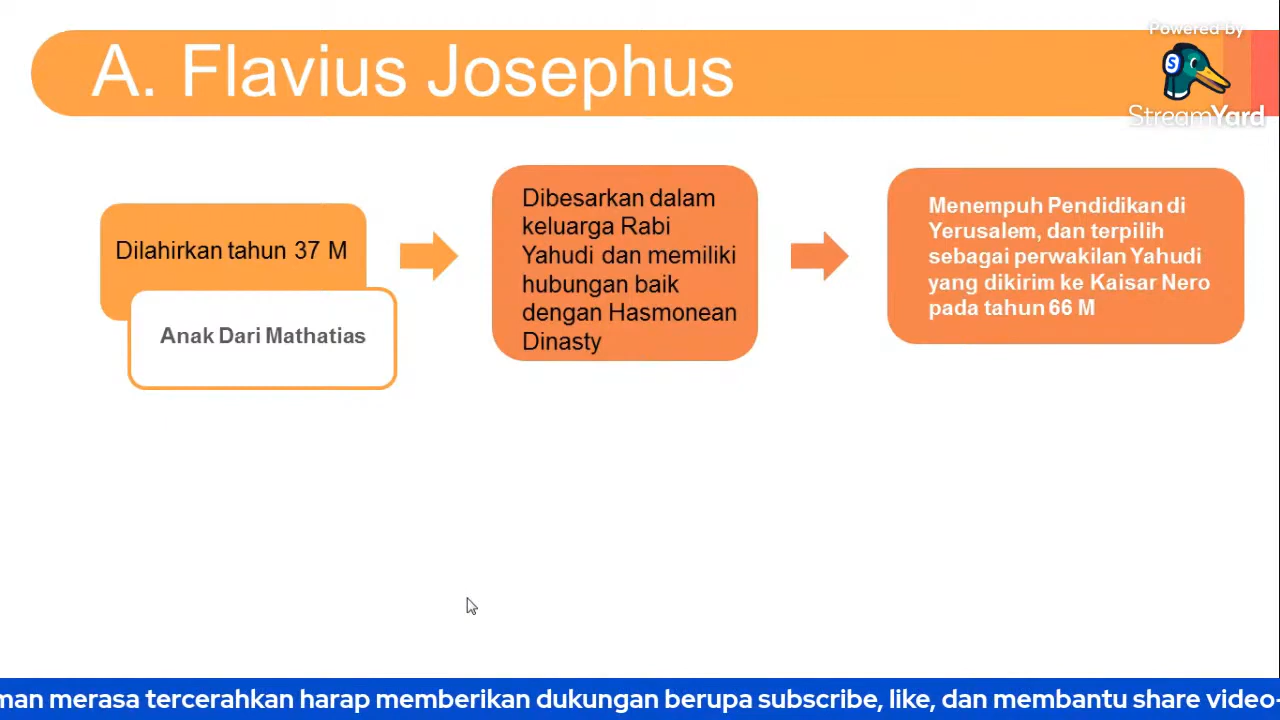 Powered by
StreamYard
A. Flavius Josephus
Dilahirkan tahun 37 M
Anak Dari Mathatias
Dibesarkan dalam
keluarga Rabi
Yahudi dan memiliki
hubungan baik
dengan Hasmonean
Dinasty
Menempuh Pendidikan di
Yerusalem, dan terpilih
sebagai perwakilan Yahudi
yang dikirim ke Kaisar Nero
pada tahun 66 M
merasa tercerahkan harap memberikan dukungan berupa subscribe, like, dan membantu share video-